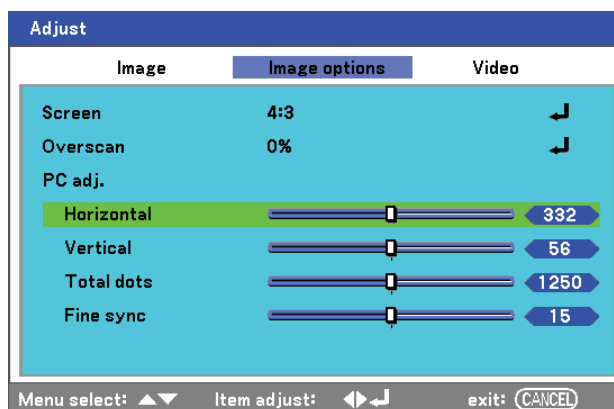 Adjust
Image Image options Video
Screen 4:3
Overscan 0%
PC adj.
Horizontal 332
Vertical 56
Total dots 1250
Fine sync 15
Menu select: ▲▼ Item adjust: ◀▶↵ exit: (CANCEL)